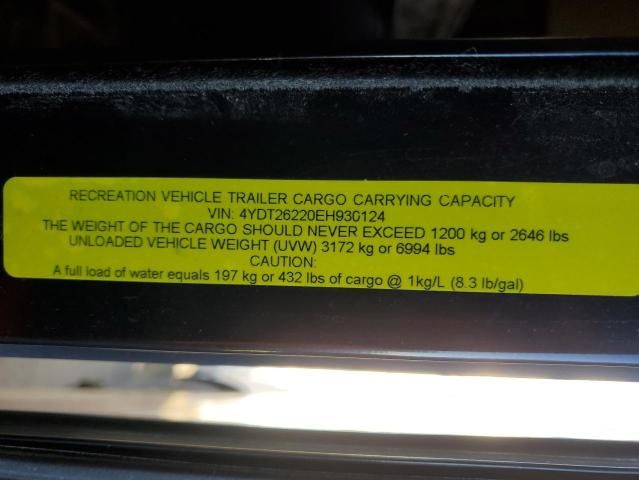 RECREATION VEHICLE TRAILER CARGO CARRYING CAPACITY
VIN: 4YDT26220EH930124
THE WEIGHT OF THE CARGO SHOULD NEVER EXCEED 1200 kg or 2646 lbs
UNLOADED VEHICLE WEIGHT (UVW) 3172 kg or 6994 lbs
CAUTION:
A full load of water equals 197 kg or 432 lbs of cargo @ 1kg/L (8.3 lb/gal)